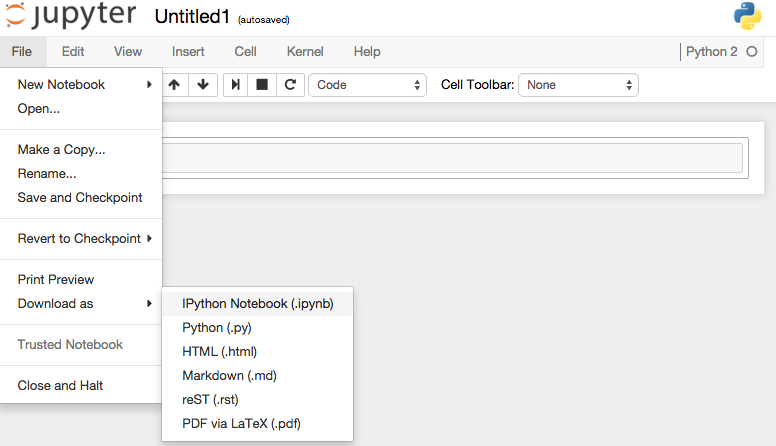 jupyter Untitled1 (autosaved)
File Edit View Insert Cell Kernel Help Python 2
New Notebook
Code Cell Toolbar: None
Open...
Make a Copy...
Rename...
Save and Checkpoint
Revert to Checkpoint
Print Preview
Download as
IPython Notebook (.ipynb)
Python (.py)
HTML (.html)
Markdown (.md)
reST (.rst)
PDF via LaTeX (.pdf)
Trusted Notebook
Close and Halt